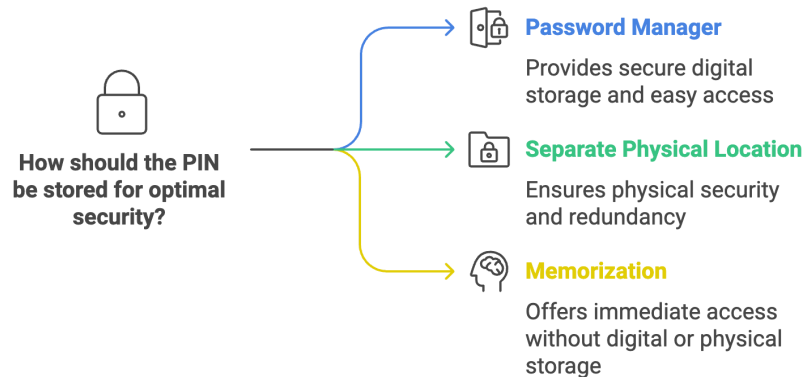 How should the PIN
be stored for optimal
security?
Password Manager
Provides secure digital
storage and easy access
Separate Physical Location
Ensures physical security
and redundancy
Memorization
Offers immediate access
without digital or physical
storage